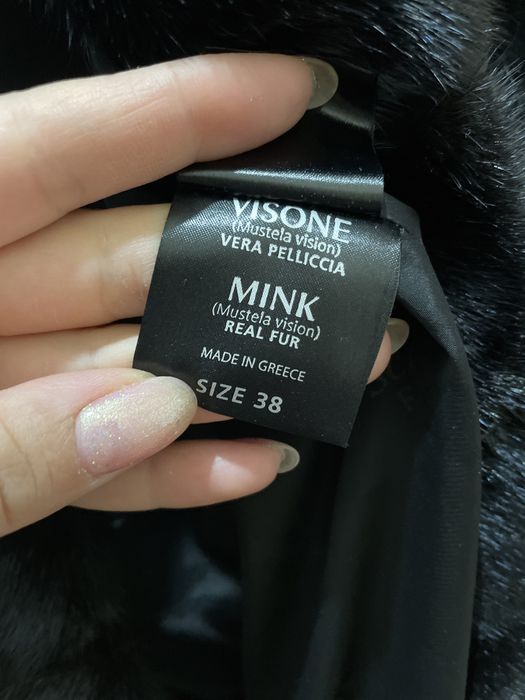 VISONE
(Mustela vision)
VERA PELLICCIA
MINK
(Mustela vision)
REAL FUR
MADE IN GREECE
SIZE 38